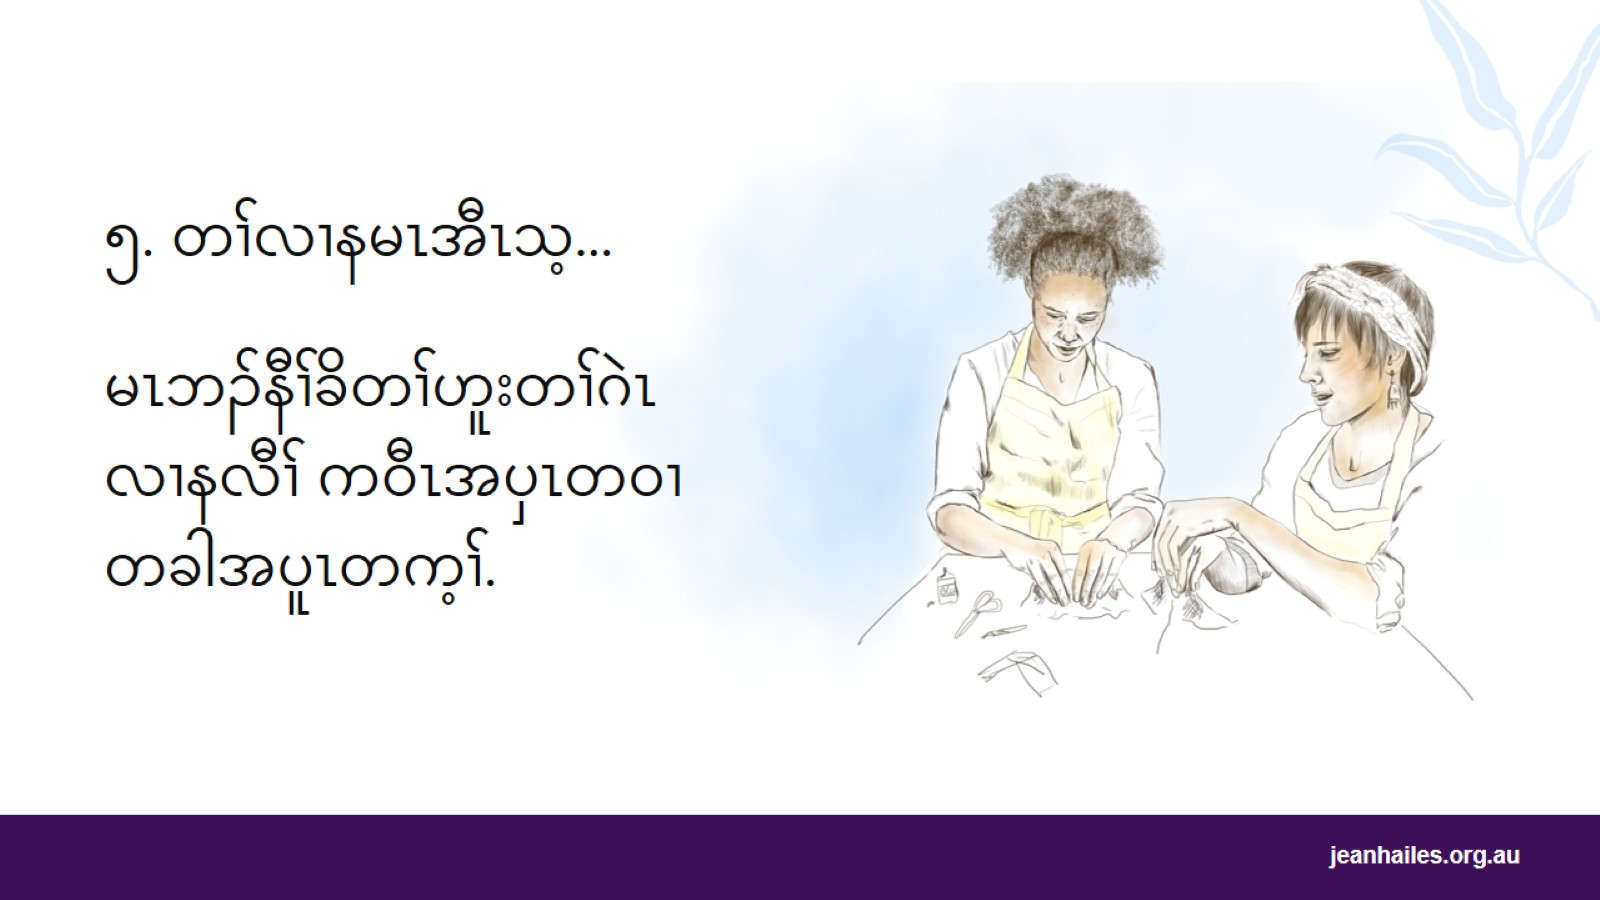 ၅. တၢ်လၢနမၤအီၤသ့...
မၤဘၣ်နီၢ်ခိတၢ်ဟူးတၢ်ဂဲၤ
လၢနလီၢ် ကဝီၤအပှၤတဝၢ
တခါအပူၤတက့ၢ်.
jeanhailes.org.au